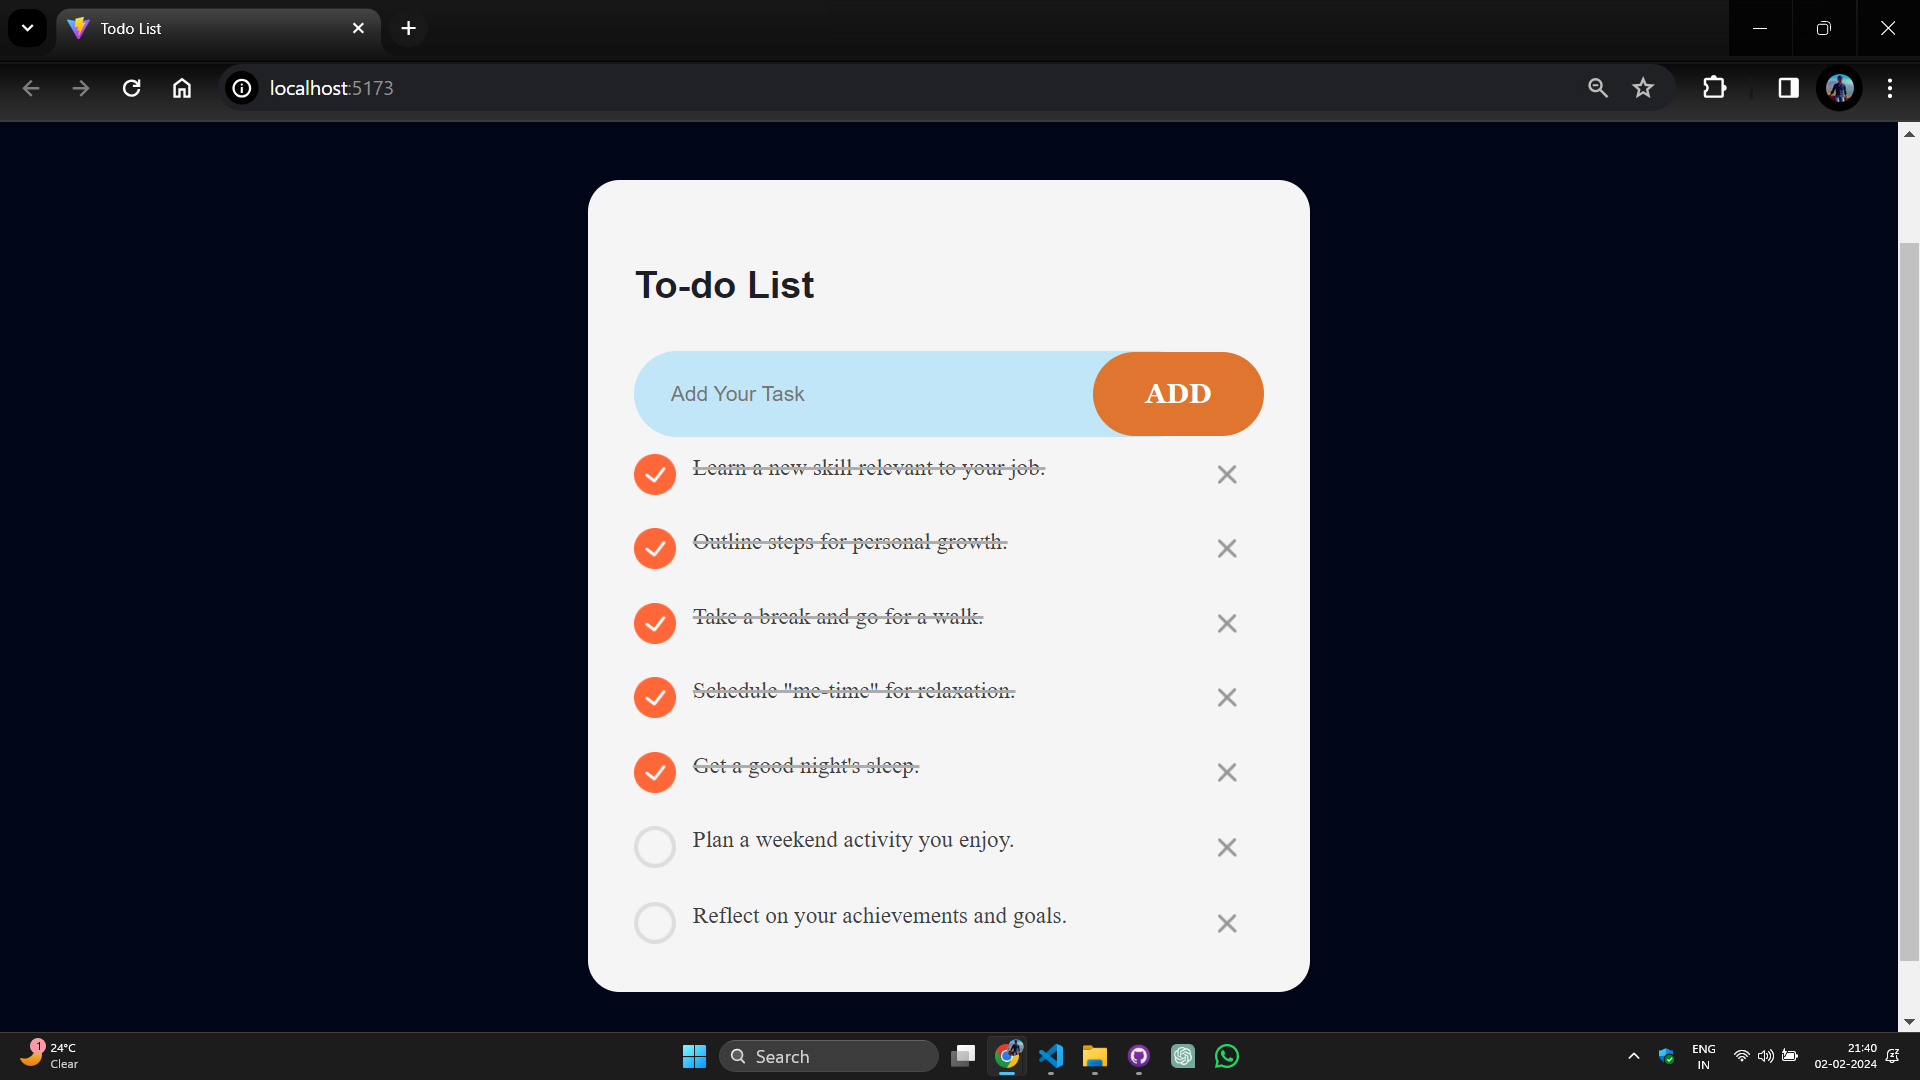 Todo List
localhost:5173
To-do List
Add Your Task
ADD
Learn a new skill relevant to your job.
Outline steps for personal growth.
Take a break and go for a walk.
Schedule "me-time" for relaxation.
Get a good night's sleep.
Plan a weekend activity you enjoy.
Reflect on your achievements and goals.
1
24°C
Clear
Search
ENG
IN
21:40
02-02-2024